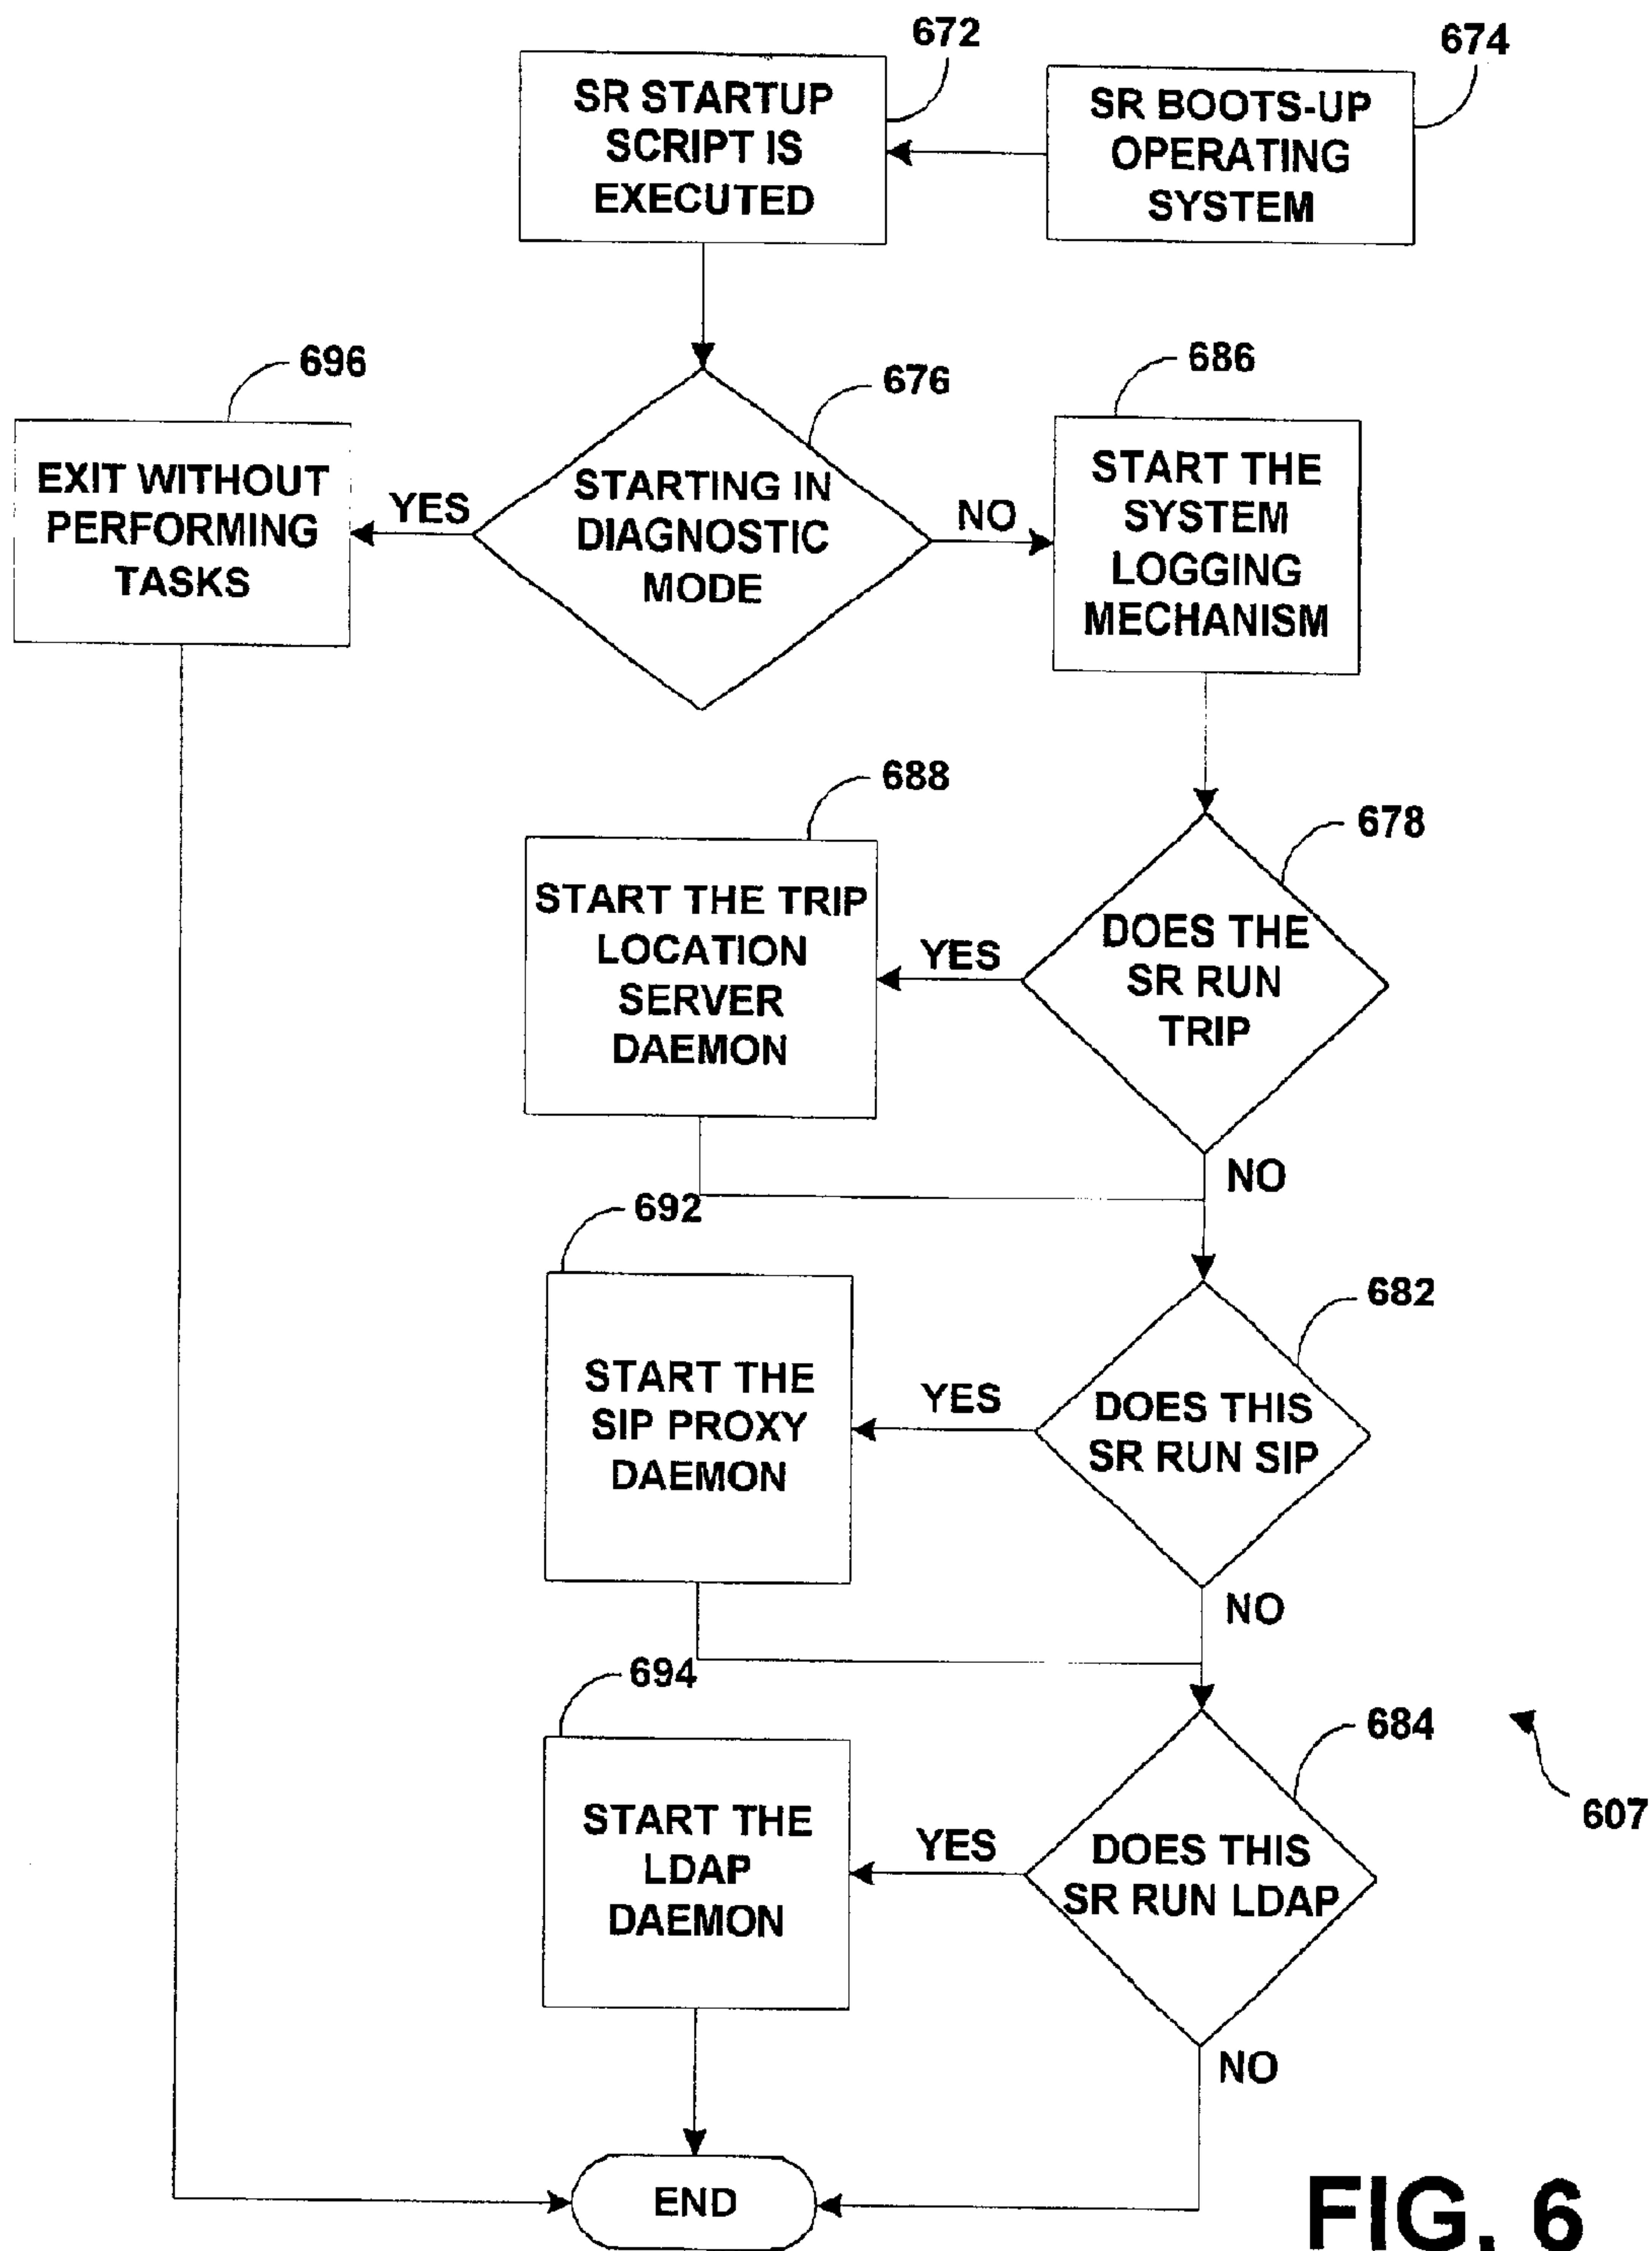 672
674
SR STARTUP
SCRIPT IS
EXECUTED
SR BOOTS-UP
OPERATING
SYSTEM
696
676
686
EXIT WITHOUT
PERFORMING
TASKS
YES
STARTING IN
DIAGNOSTIC
MODE
NO
START THE
SYSTEM
LOGGING
MECHANISM
688
678
START THE TRIP
LOCATION
SERVER
DAEMON
YES
DOES THE
SR RUN
TRIP
NO
692
682
START THE
SIP PROXY
DAEMON
YES
DOES THIS
SR RUN SIP
NO
694
684
607
START THE
LDAP
DAEMON
YES
DOES THIS
SR RUN LDAP
NO
END
FIG. 6